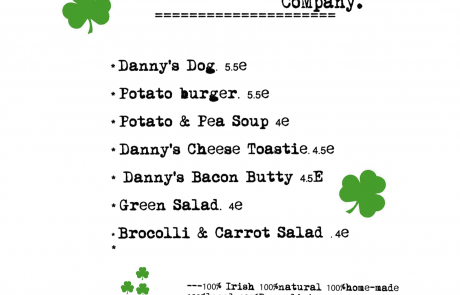 Company.
=====================
* Danny's Dog. 5.5e
* Potato burger. 5.5e
* Potato & Pea Soup 4e
* Danny's Cheese Toastie. 4.5e
* Danny's Bacon Butty 4.5E
* Green Salad. 4e
* Brocolli & Carrot Salad . 4e
*
---100% Irish 100%natural 100%home-made